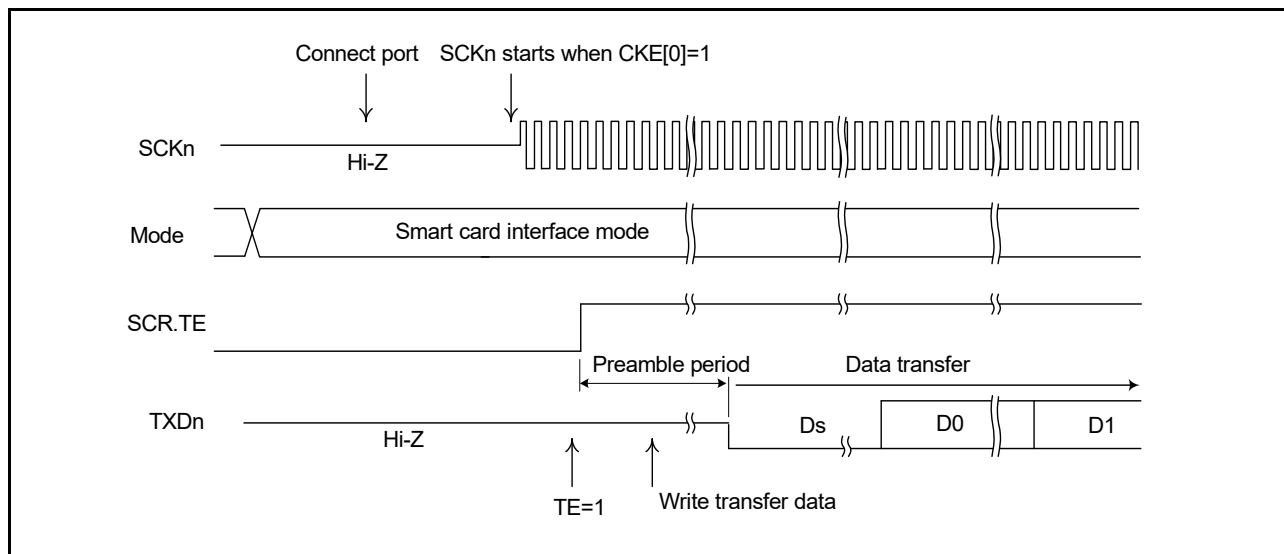 Connect port
SCKn starts when CKE[0]=1
SCKn
Hi-Z
Mode
Smart card interface mode
SCR.TE
Preamble period
Data transfer
TXDn
Hi-Z
Ds
D0
D1
TE=1
Write transfer data